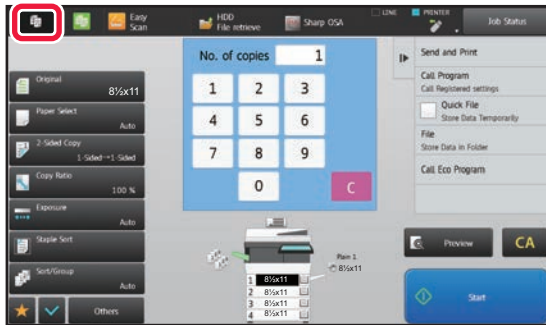 Easy
Scan
HDD
File retrieve
Sharp OSA
LINE
PRINTER
Job Status
No. of copies
1
Original
8½x11
Paper Select
Auto
2-Sided Copy
1-Sided→1-Sided
Copy Ratio
100 %
Exposure
Auto
Staple Sort
Sort/Group
Auto
Others
1 2 3
4 5 6
7 8 9
0 C
Plain 1
8½x11
1 8½x11
2 8½x11
3 8½x11
4 8½x11
Send and Print
Call Program
Call Registered settings
Quick File
Store Data Temporarily
File
Store Data in Folder
Call Eco Program
Preview
CA
Start